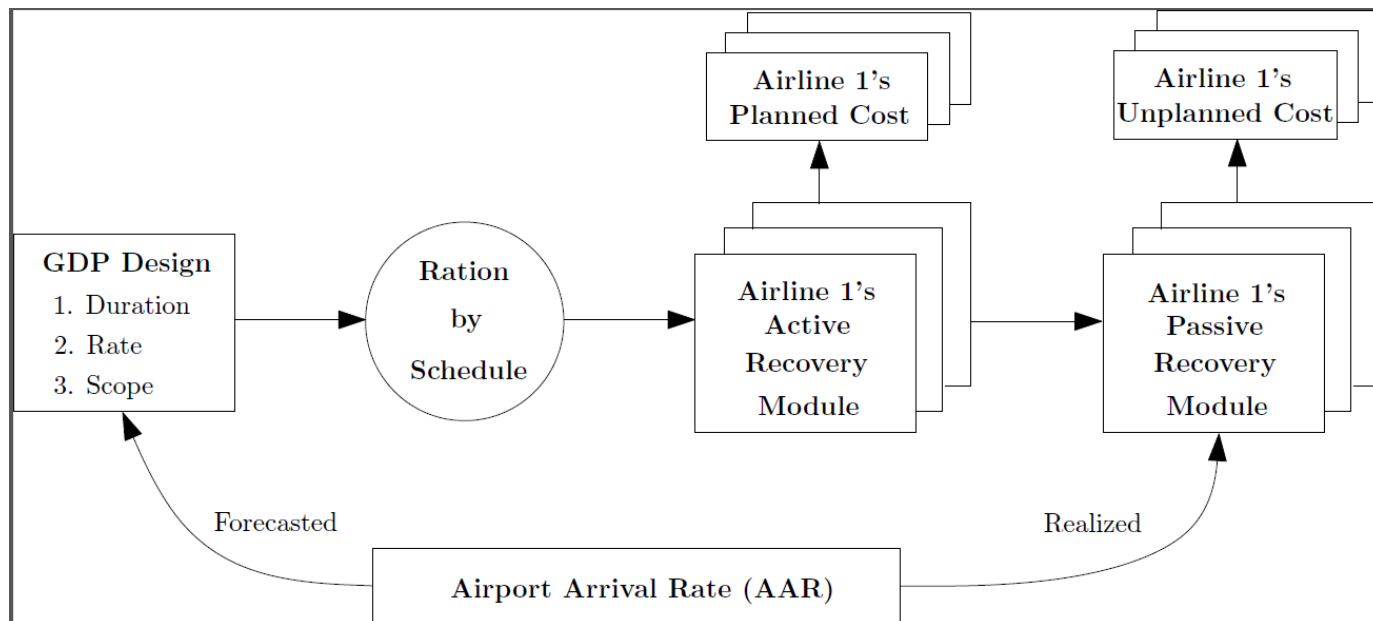 Airline 1's
Planned Cost
Airline 1's
Unplanned Cost
GDP Design
1. Duration
2. Rate
3. Scope
Ration
by
Schedule
Airline 1's
Active
Recovery
Module
Airline 1's
Passive
Recovery
Module
Forecasted
Realized
Airport Arrival Rate (AAR)